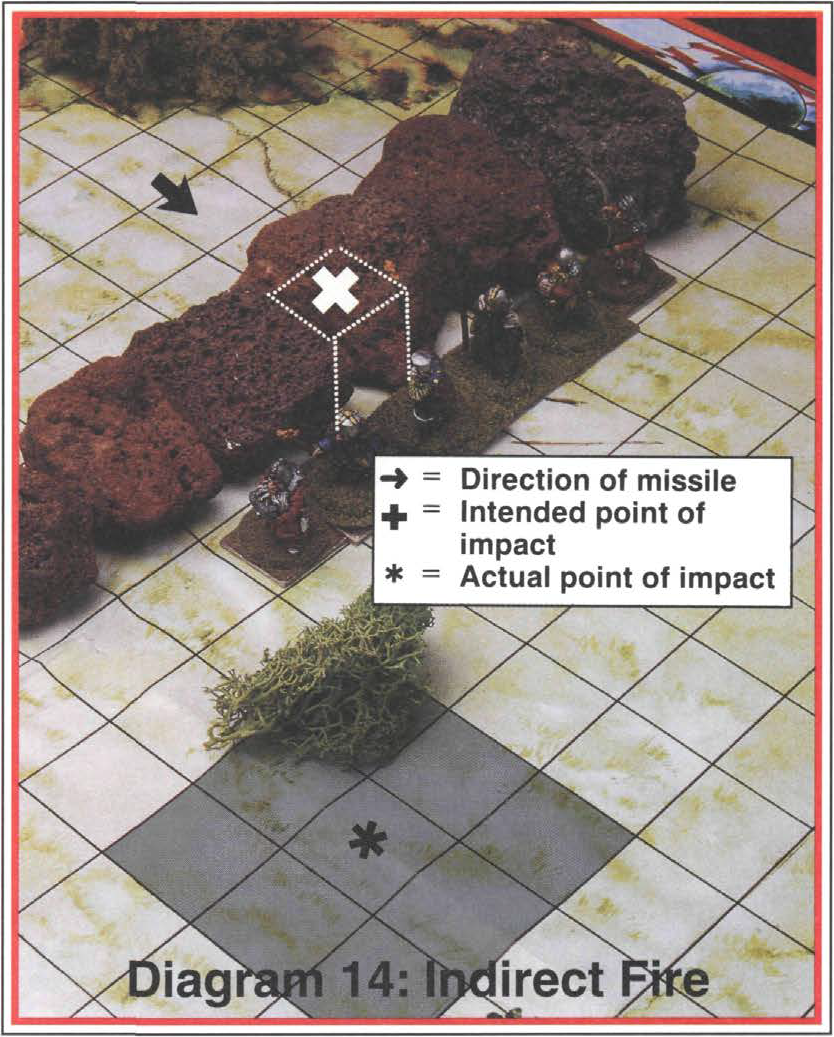 ➔ = Direction of missile
✚ = Intended point of
impact
* = Actual point of impact
Diagram 14: Indirect Fire